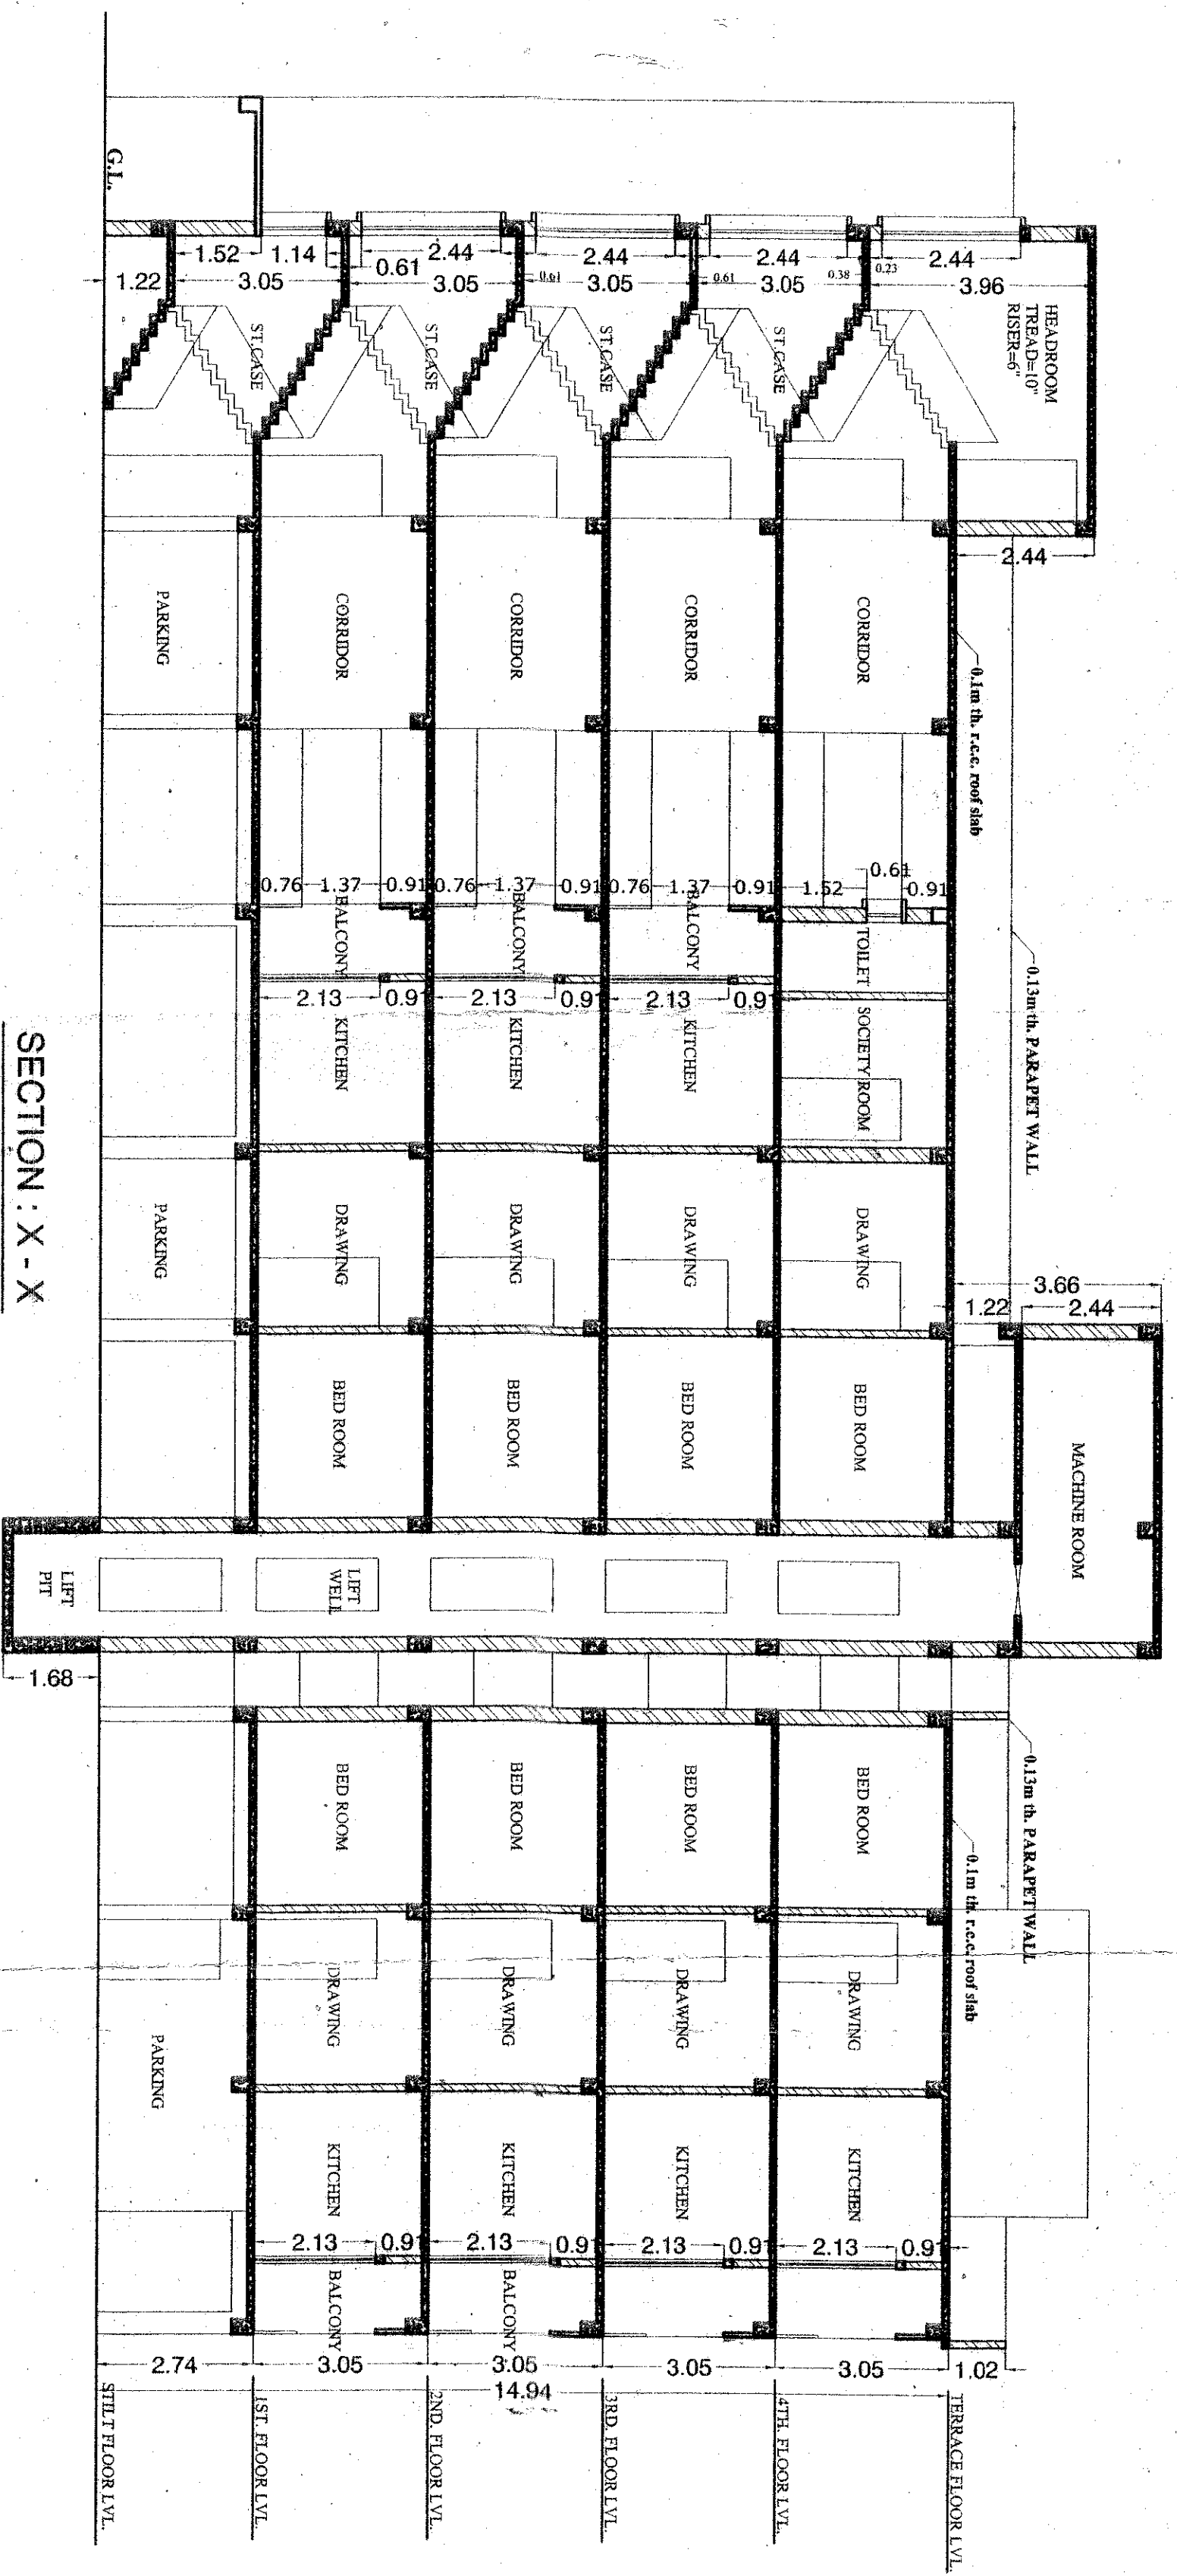 HEADROOM
TREAD=10"
RISER=6"
2.44
3.96
0.23
0.38
2.44
3.05
0.61
2.44
3.05
0.61
2.44
3.05
0.61
1.14
3.05
1.52
1.22
G.L.
ST.CASE
ST.CASE
ST.CASE
ST.CASE
2.44
0.1m th. r.c.c. roof slab
0.13m th. PARAPET WALL
CORRIDOR
CORRIDOR
CORRIDOR
CORRIDOR
PARKING
0.91
0.61
1.52
0.91
1.37
0.76
0.91
1.37
0.76
0.91
1.37
0.76
TOILET
BALCONY
BALCONY
BALCONY
0.91
2.13
0.91
2.13
0.91
2.13
SOCIETY ROOM
KITCHEN
KITCHEN
KITCHEN
DRAWING
DRAWING
DRAWING
DRAWING
PARKING
3.66
2.44
1.22
BED ROOM
BED ROOM
BED ROOM
BED ROOM
MACHINE ROOM
LIFT
WELL
LIFT
PIT
1.68
0.13m th. PARAPET WALL
0.1m th. r.c.c. roof slab
BED ROOM
BED ROOM
BED ROOM
BED ROOM
DRAWING
DRAWING
DRAWING
DRAWING
PARKING
KITCHEN
KITCHEN
KITCHEN
KITCHEN
0.91
2.13
0.91
2.13
0.91
2.13
0.91
2.13
BALCONY
BALCONY
1.02
3.05
3.05
3.05
3.05
2.74
14.94
TERRACE FLOOR LVL.
4TH. FLOOR LVL.
3RD. FLOOR LVL.
2ND. FLOOR LVL.
1ST. FLOOR LVL.
STILT FLOOR LVL.
SECTION : X - X